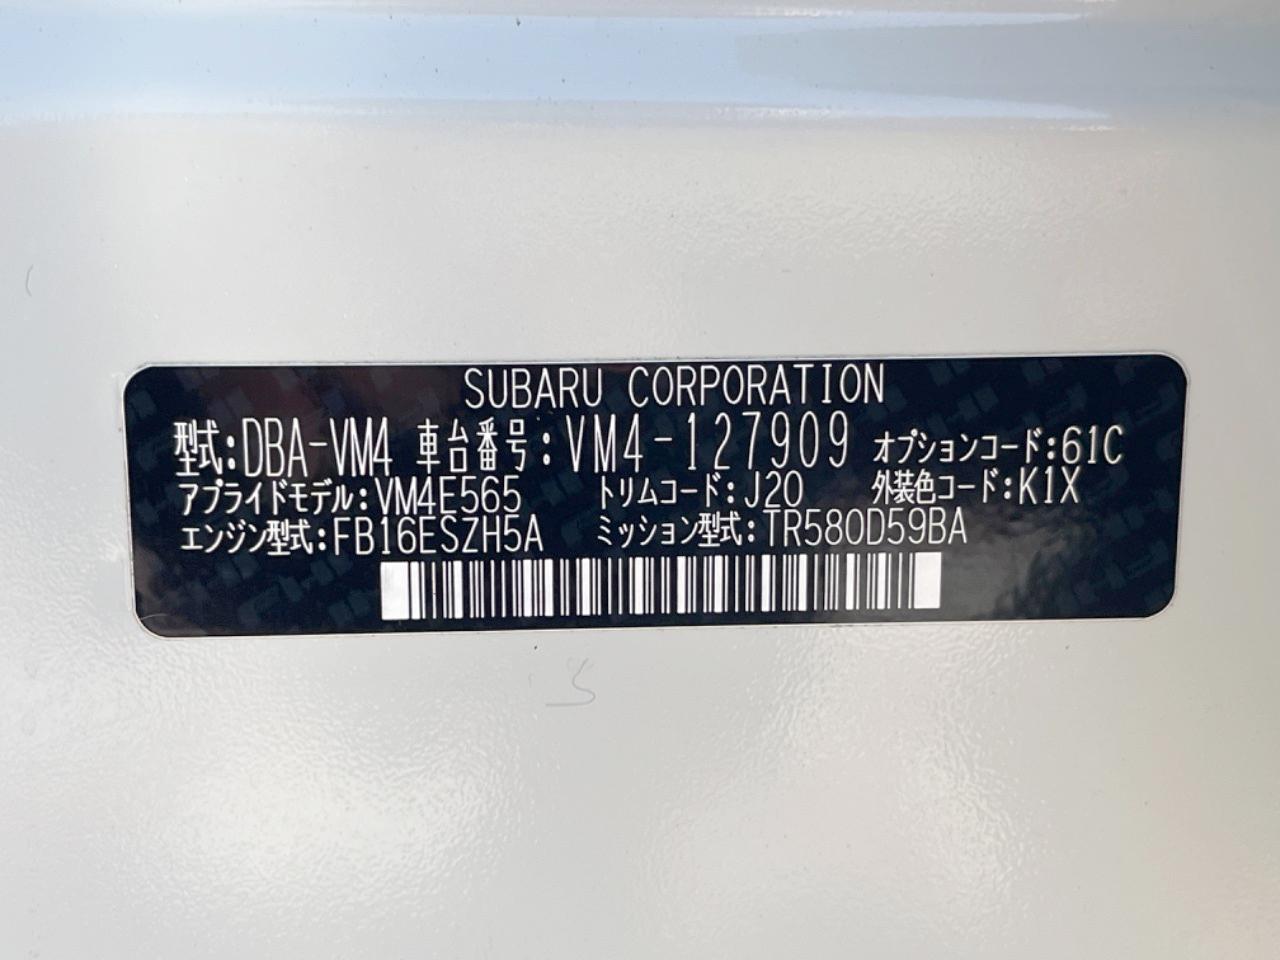 SUBARU CORPORATION
型式:DBA-VM4 車台番号:VM4-127909 オプションコード:61C
アプライドモデル:VM4E565 トリムコード:J20 外装色コード:K1X
エンジン型式:FB16ESZH5A ミッション型式:TR580D59BA